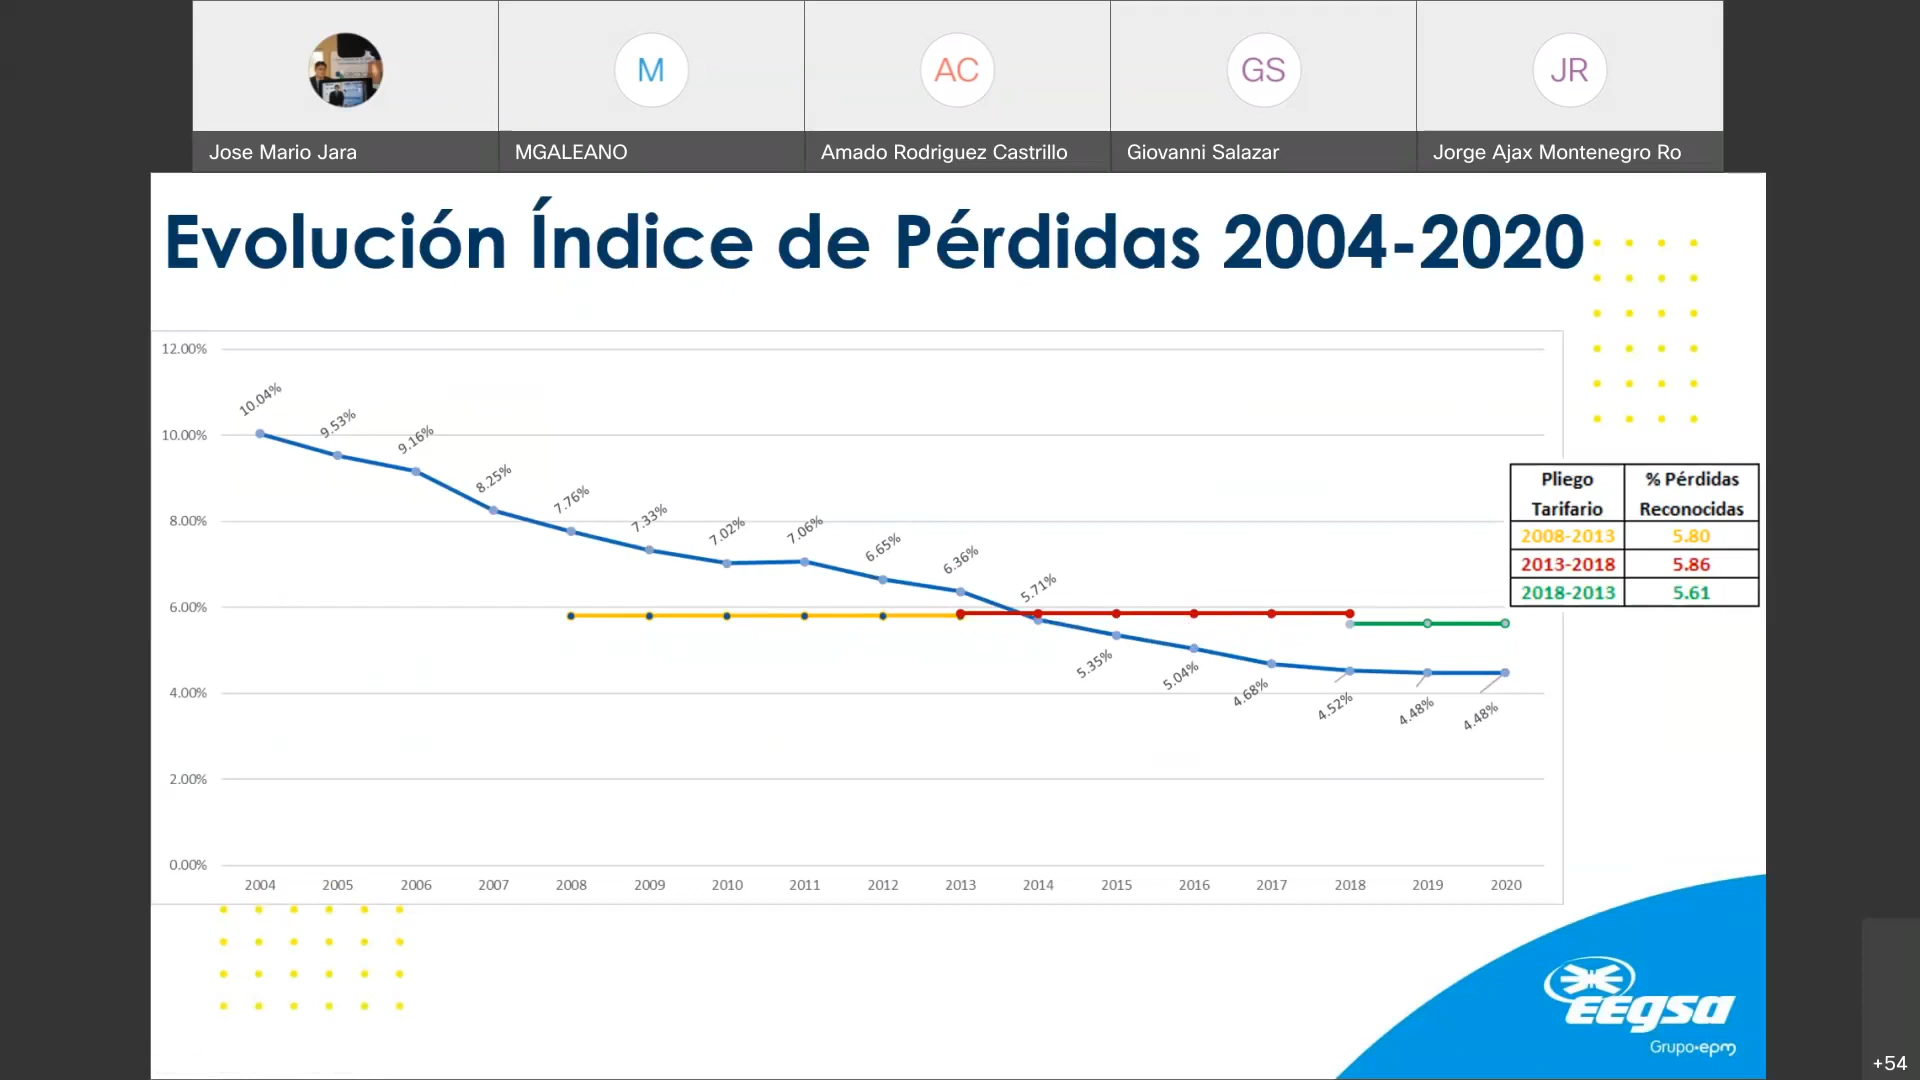 M
AC
GS
JR
Jose Mario Jara
MGALEANO
Amado Rodriguez Castrillo
Giovanni Salazar
Jorge Ajax Montenegro Ro
Evolución Índice de Pérdidas 2004-2020
12.00%
10.00%
8.00%
6.00%
4.00%
2.00%
0.00%
10.04%
9.53%
9.16%
8.25%
7.76%
7.33%
7.02%
7.06%
6.65%
6.36%
5.71%
5.35%
5.04%
4.68%
4.52%
4.48%
4.48%
2004 2005 2006 2007 2008 2009 2010 2011 2012 2013 2014 2015 2016 2017 2018 2019 2020
Pliego Tarifario % Pérdidas Reconocidas
2008-2013 5.80
2013-2018 5.86
2018-2013 5.61
EEGSA
Grupo•epm
+54